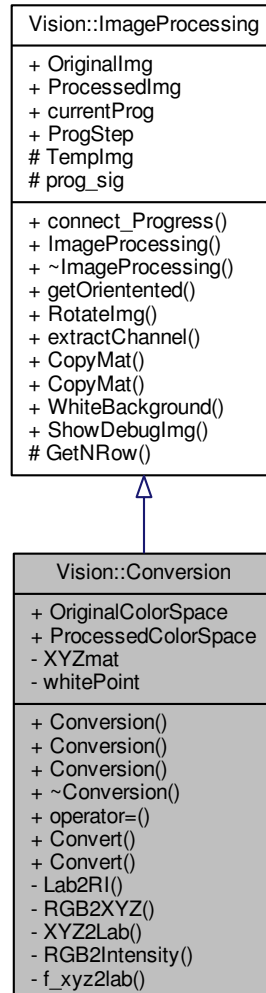 Vision::ImageProcessing
+ OriginalImg
+ ProcessedImg
+ currentProg
+ ProgStep
# TempImg
# prog_sig
+ connect_Progress()
+ ImageProcessing()
+ ~ImageProcessing()
+ getOrientented()
+ RotateImg()
+ extractChannel()
+ CopyMat()
+ CopyMat()
+ WhiteBackground()
+ ShowDebugImg()
# GetNRow()
Vision::Conversion
+ OriginalColorSpace
+ ProcessedColorSpace
- XYZmat
- whitePoint
+ Conversion()
+ Conversion()
+ Conversion()
+ ~Conversion()
+ operator=()
+ Convert()
+ Convert()
- Lab2RI()
- RGB2XYZ()
- XYZ2Lab()
- RGB2Intensity()
- f_xyz2lab()